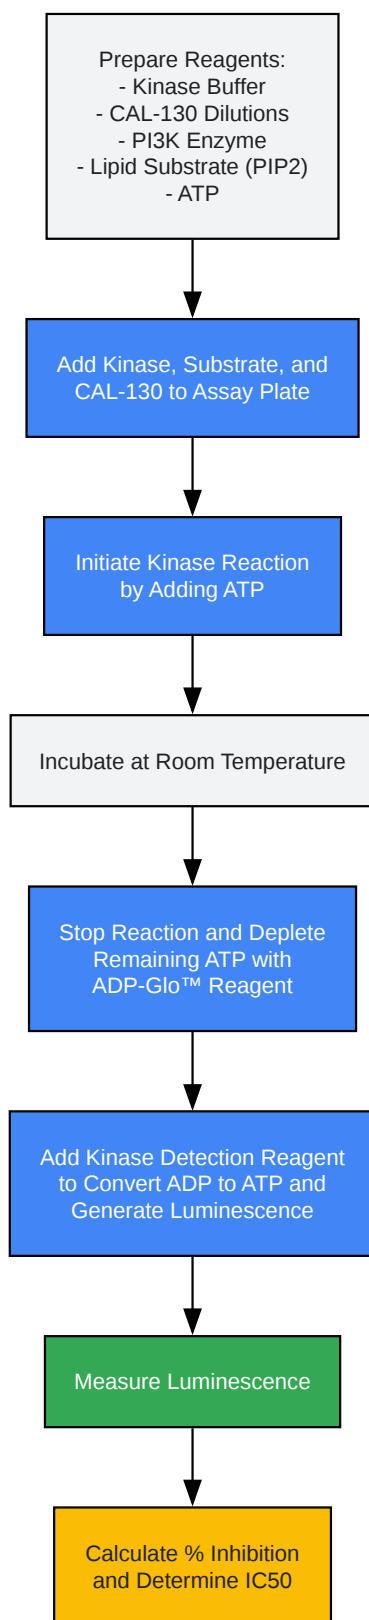 Prepare Reagents:
- Kinase Buffer
- CAL-130 Dilutions
- PI3K Enzyme
- Lipid Substrate (PIP2)
- ATP
Add Kinase, Substrate, and
CAL-130 to Assay Plate
Initiate Kinase Reaction
by Adding ATP
Incubate at Room Temperature
Stop Reaction and Deplete
Remaining ATP with
ADP-Glo™ Reagent
Add Kinase Detection Reagent
to Convert ADP to ATP and
Generate Luminescence
Measure Luminescence
Calculate % Inhibition
and Determine IC50